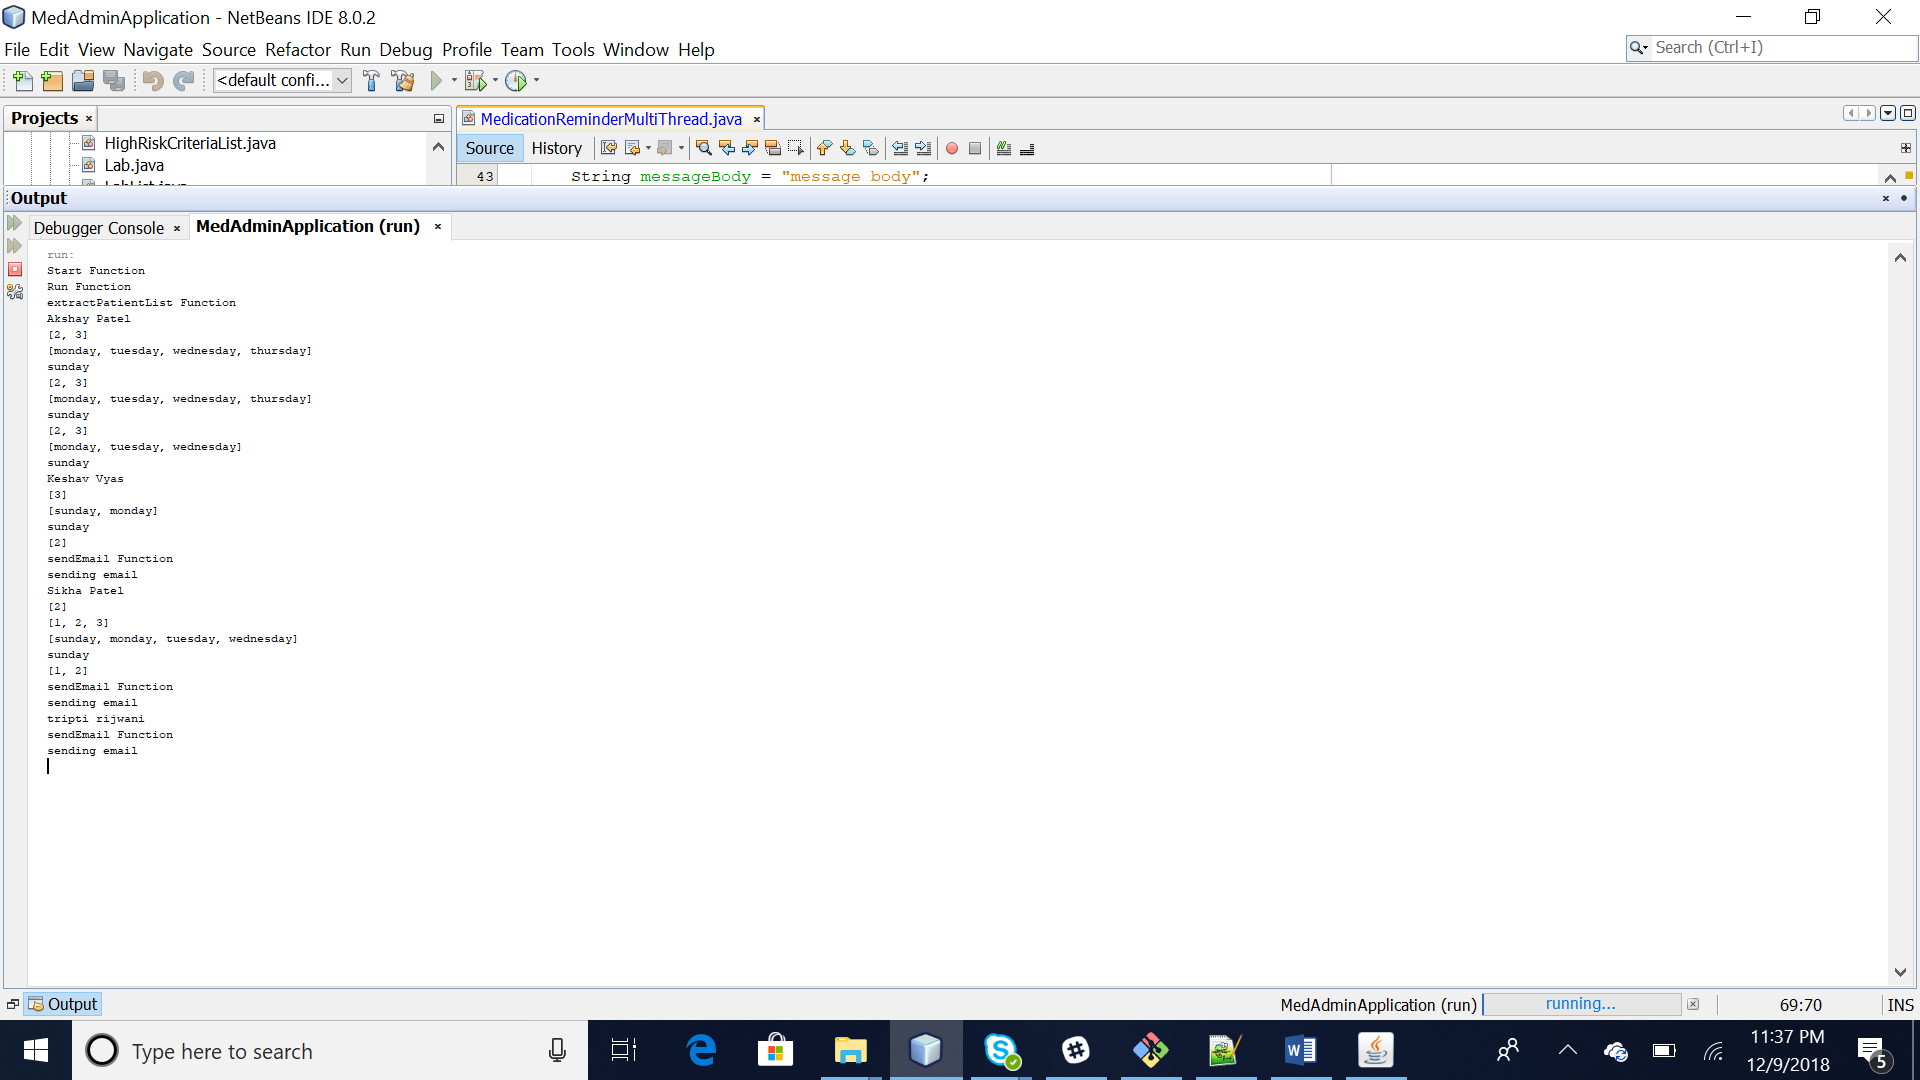 MedAdminApplication - NetBeans IDE 8.0.2
File Edit View Navigate Source Refactor Run Debug Profile Team Tools Window Help
Search (Ctrl+I)
<default confi...
Projects
MedicationReminderMultiThread.java
HighRiskCriteriaList.java
Lab.java
LabList.java
Source History
43 String messageBody = "message body";
Output
Debugger Console
MedAdminApplication (run)
run:
Start Function
Run Function
extractPatientList Function
Akshay Patel
[2, 3]
[monday, tuesday, wednesday, thursday]
sunday
[2, 3]
[monday, tuesday, wednesday, thursday]
sunday
[2, 3]
[monday, tuesday, wednesday]
sunday
Keshav Vyas
[3]
[sunday, monday]
sunday
[2]
sendEmail Function
sending email
Sikha Patel
[2]
[1, 2, 3]
[sunday, monday, tuesday, wednesday]
sunday
[1, 2]
sendEmail Function
sending email
tripti rijwani
sendEmail Function
sending email
Output
MedAdminApplication (run)
running...
69:70
INS
Type here to search
11:37 PM
12/9/2018
5